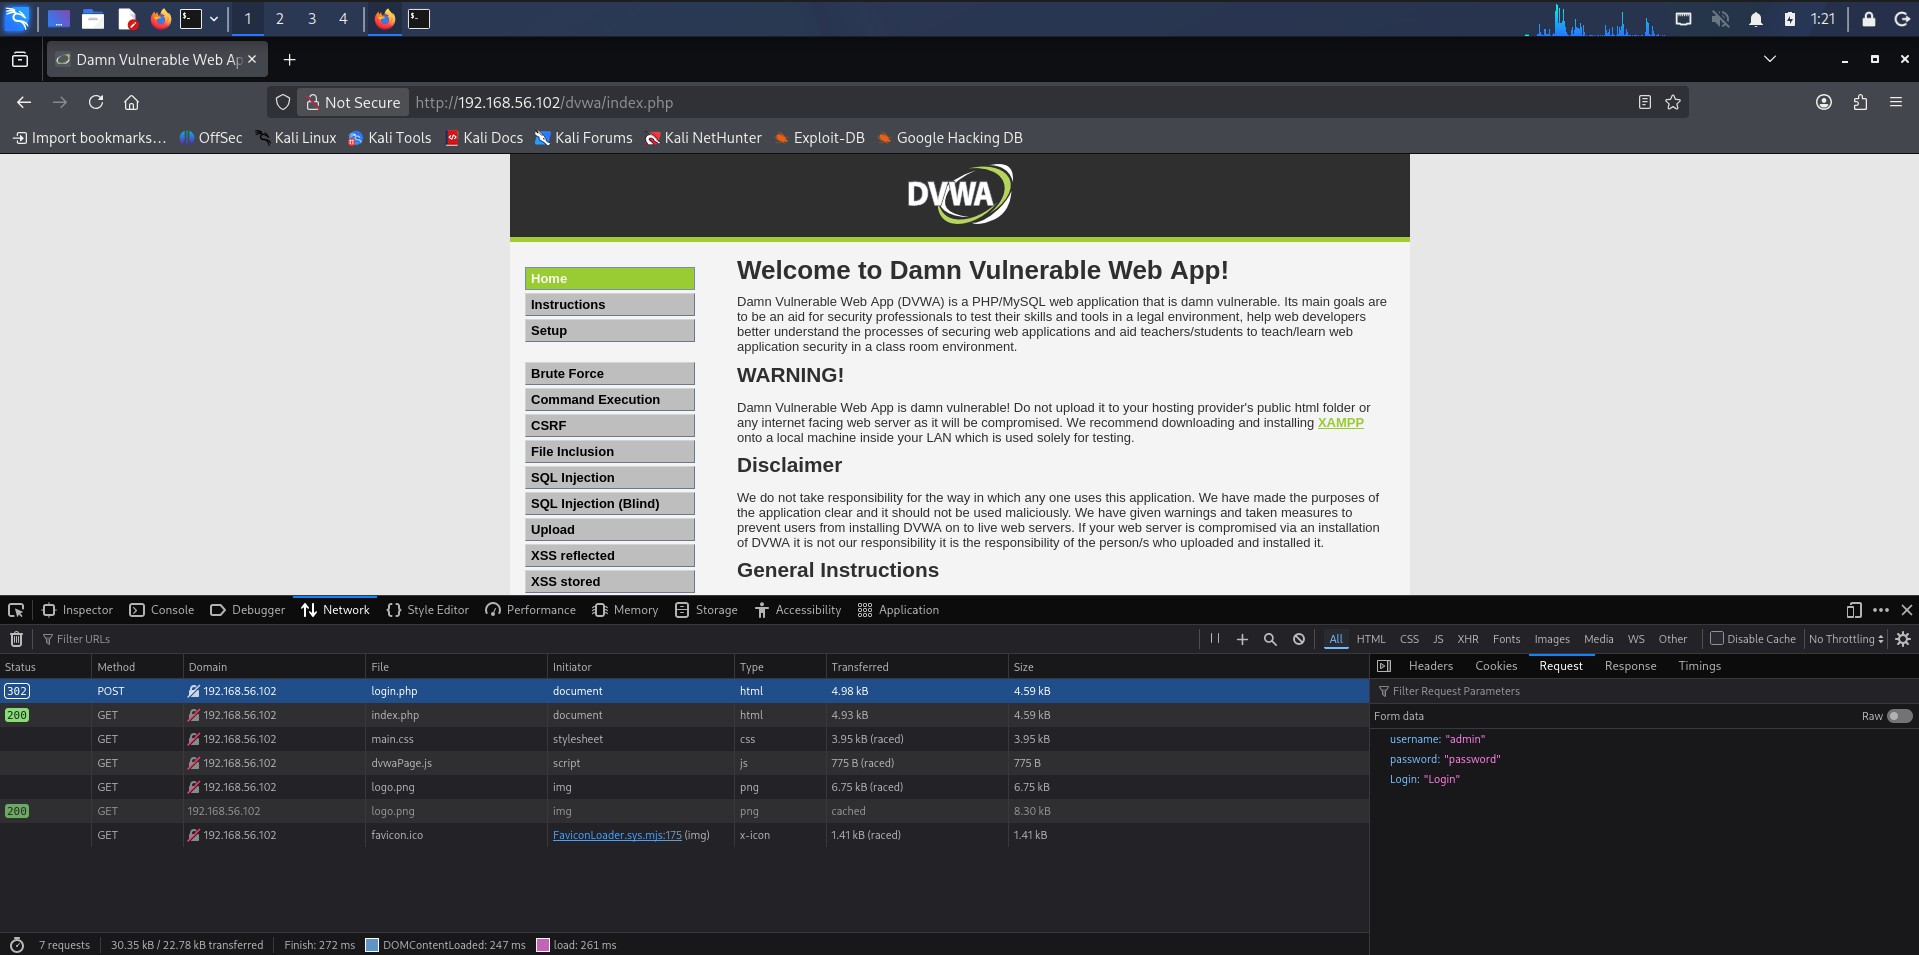 1 2 3 4 1:21
Damn Vulnerable Web Ap
Not Secure http://192.168.56.102/dvwa/index.php
Import bookmarks... OffSec Kali Linux Kali Tools Kali Docs Kali Forums Kali NetHunter Exploit-DB Google Hacking DB
DVWA
Home
Instructions
Setup
Brute Force
Command Execution
CSRF
File Inclusion
SQL Injection
SQL Injection (Blind)
Upload
XSS reflected
XSS stored
Welcome to Damn Vulnerable Web App!
Damn Vulnerable Web App (DVWA) is a PHP/MySQL web application that is damn vulnerable. Its main goals are
to be an aid for security professionals to test their skills and tools in a legal environment, help web developers
better understand the processes of securing web applications and aid teachers/students to teach/learn web
application security in a class room environment.
WARNING!
Damn Vulnerable Web App is damn vulnerable! Do not upload it to your hosting provider's public html folder or
any internet facing web server as it will be compromised. We recommend downloading and installing XAMPP
onto a local machine inside your LAN which is used solely for testing.
Disclaimer
We do not take responsibility for the way in which any one uses this application. We have made the purposes of
the application clear and it should not be used maliciously. We have given warnings and taken measures to
prevent users from installing DVWA on to live web servers. If your web server is compromised via an installation
of DVWA it is not our responsibility it is the responsibility of the person/s who uploaded and installed it.
General Instructions
Inspector Console Debugger Network Style Editor Performance Memory Storage Accessibility Application
Filter URLs All HTML CSS JS XHR Fonts Images Media WS Other Disable Cache No Throttling
Status Method Domain File Initiator Type Transferred Size
302 POST 192.168.56.102 login.php document html 4.98 kB 4.59 kB
200 GET 192.168.56.102 index.php document html 4.93 kB 4.59 kB
GET 192.168.56.102 main.css stylesheet css 3.95 kB (raced) 3.95 kB
GET 192.168.56.102 dvwaPage.js script js 775 B (raced) 775 B
GET 192.168.56.102 logo.png img png 6.75 kB (raced) 6.75 kB
200 GET 192.168.56.102 logo.png img png cached 8.30 kB
GET 192.168.56.102 favicon.ico FaviconLoader.sys.mjs:175 (img) x-icon 1.41 kB (raced) 1.41 kB
Headers Cookies Request Response Timings
Filter Request Parameters
Form data Raw
username: "admin"
password: "password"
Login: "Login"
7 requests 30.35 kB / 22.78 kB transferred Finish: 272 ms DOMContentLoaded: 247 ms load: 261 ms